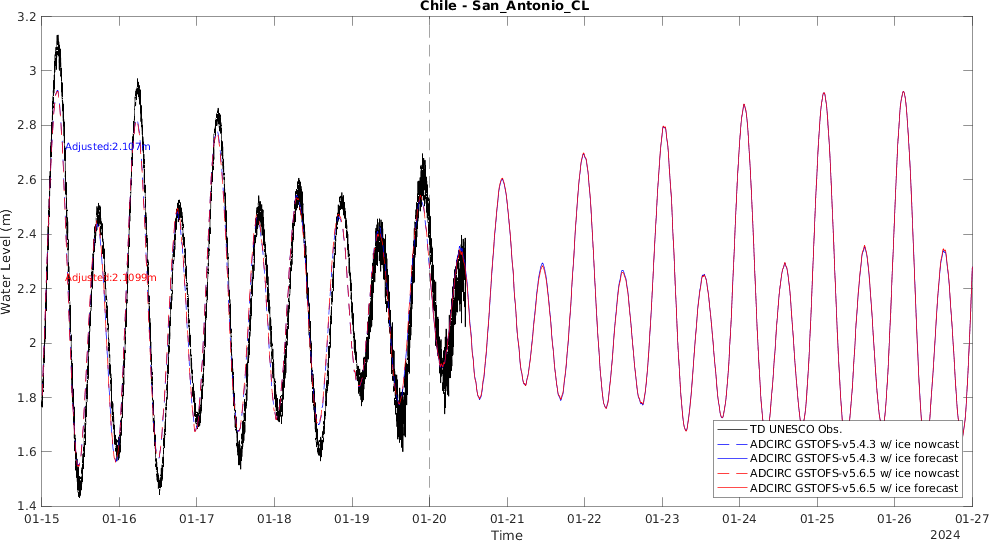 Chile - San_Antonio_CL
Water Level (m)
3.2
3
2.8
2.6
2.4
2.2
2
1.8
1.6
1.4
Adjusted:2.107m
Adjusted:2.1099m
TD UNESCO Obs.
ADCIRC GSTOFS-v5.4.3 w/ ice nowcast
ADCIRC GSTOFS-v5.4.3 w/ ice forecast
ADCIRC GSTOFS-v5.6.5 w/ ice nowcast
ADCIRC GSTOFS-v5.6.5 w/ ice forecast
01-15 01-16 01-17 01-18 01-19 01-20 01-21 01-22 01-23 01-24 01-25 01-26 01-27
Time
2024